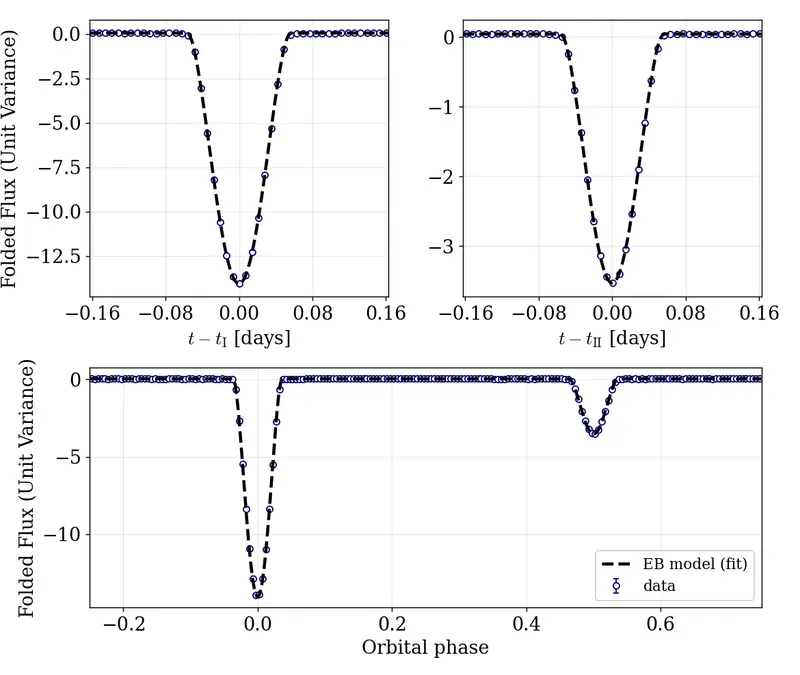 Folded Flux (Unit Variance)
0.0
−2.5
−5.0
−7.5
−10.0
−12.5
−0.16 −0.08 0.00 0.08 0.16
t − tI [days]
0
−1
−2
−3
−0.16 −0.08 0.00 0.08 0.16
t − tII [days]
Folded Flux (Unit Variance)
0
−5
−10
EB model (fit)
data
−0.2 0.0 0.2 0.4 0.6
Orbital phase